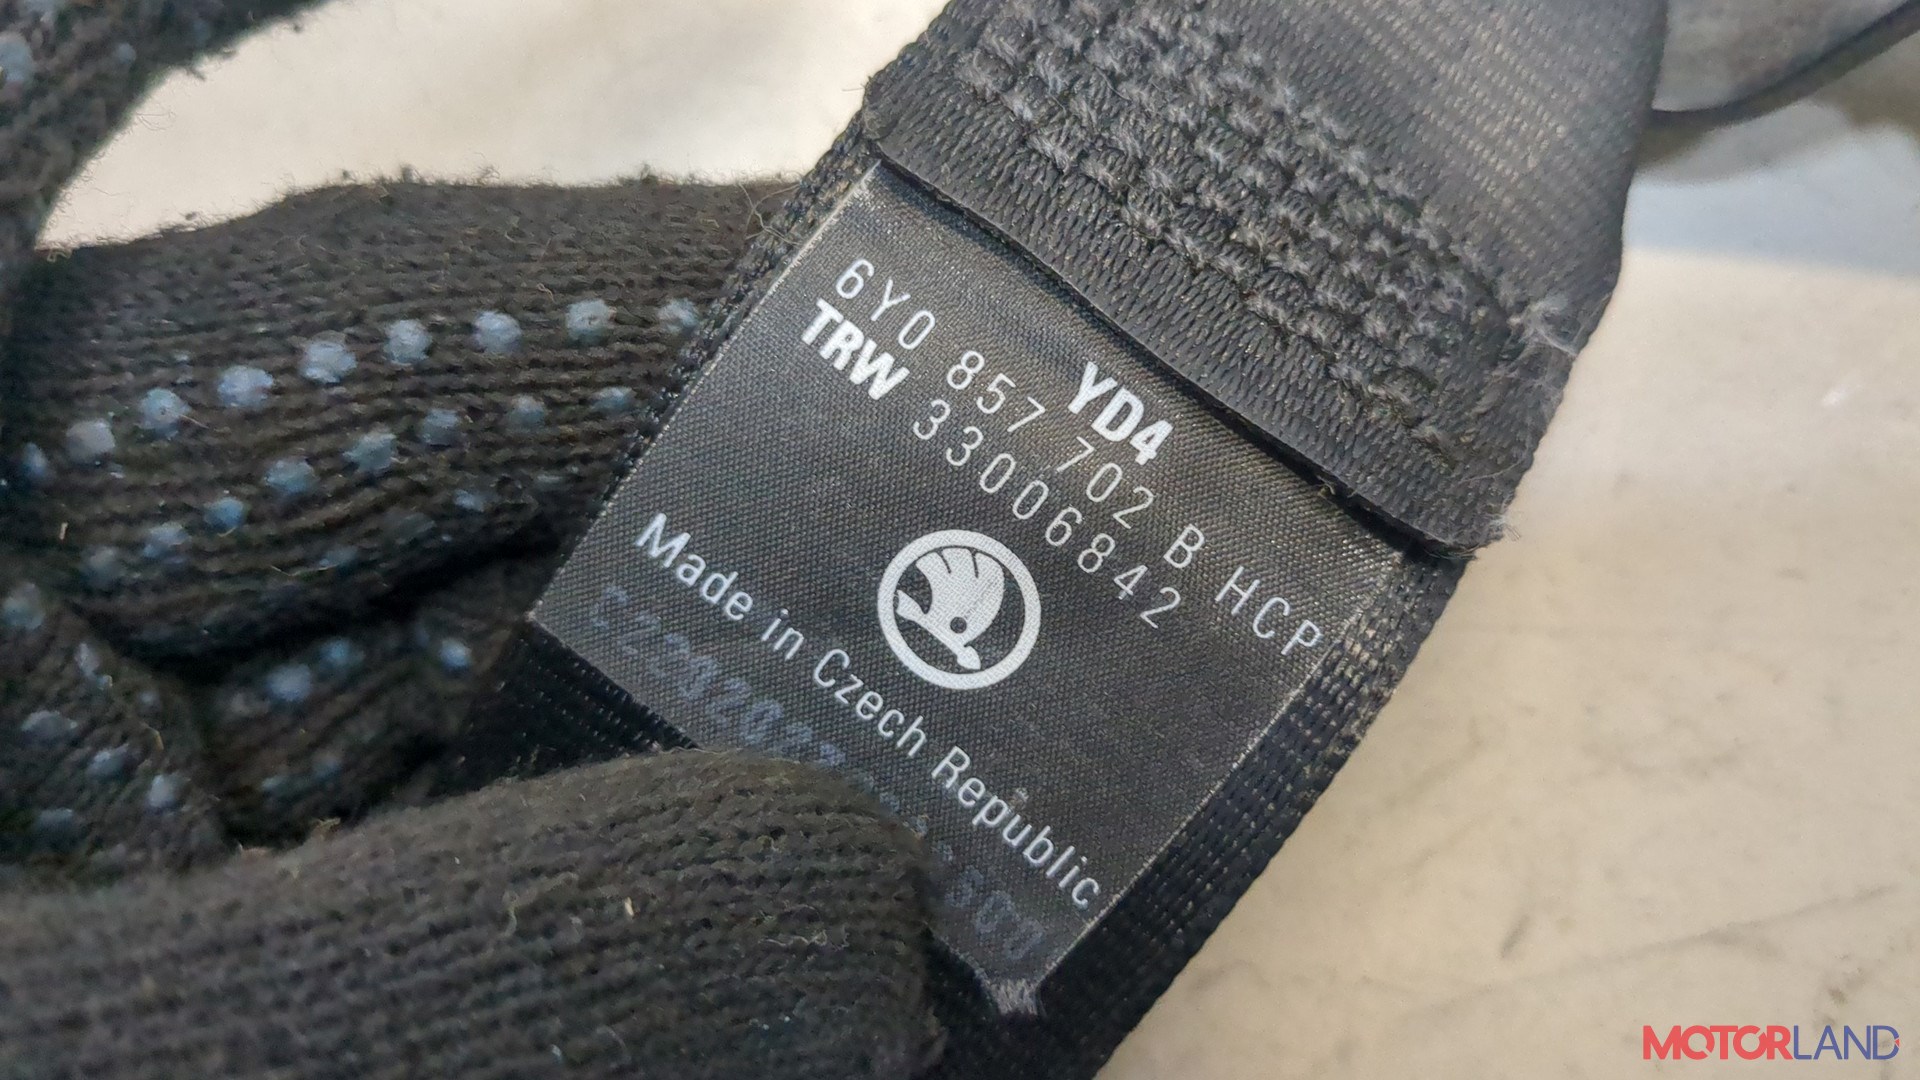 YD4
6Y0 857 702 B HCP
TRW 33006842
Made in Czech Republic
MOTORLAND